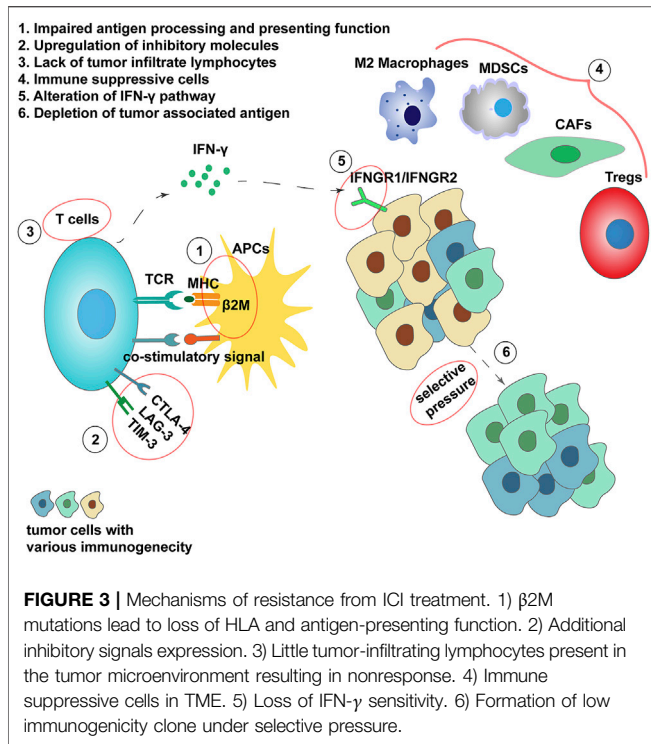 1. Impaired antigen processing and presenting function
2. Upregulation of inhibitory molecules
3. Lack of tumor infiltrate lymphocytes
4. Immune suppressive cells
5. Alteration of IFN-γ pathway
6. Depletion of tumor associated antigen
M2 Macrophages
MDSCs
4
CAFs
Tregs
IFN-γ
5
IFNGR1/IFNGR2
3
T cells
1
APCs
TCR
MHC
β2M
co-stimulatory signal
CTLA-4
LAG-3
TIM-3
2
6
selective
pressure
tumor cells with
various immunogenecity
FIGURE 3 | Mechanisms of resistance from ICI treatment. 1) β2M
mutations lead to loss of HLA and antigen-presenting function. 2) Additional
inhibitory signals expression. 3) Little tumor-infiltrating lymphocytes present in
the tumor microenvironment resulting in nonresponse. 4) Immune
suppressive cells in TME. 5) Loss of IFN-γ sensitivity. 6) Formation of low
immunogenicity clone under selective pressure.